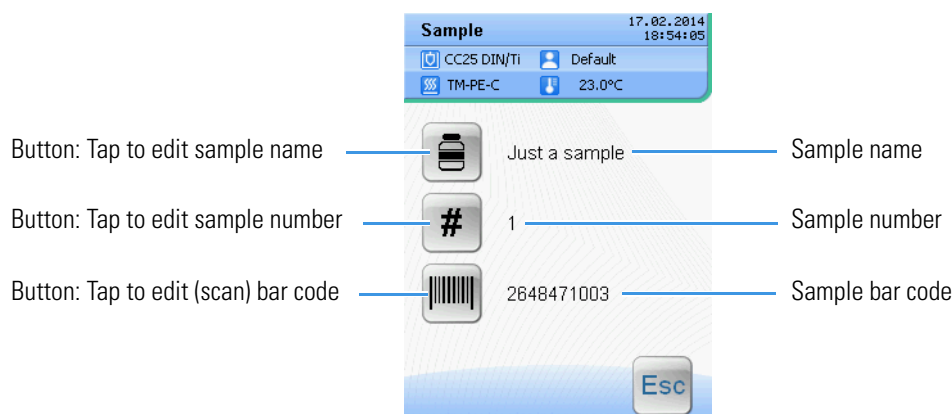 Sample
17.02.2014
18:54:05
CC25 DIN/Ti
Default
TM-PE-C
23.0°C
Button: Tap to edit sample name
Just a sample
Sample name
Button: Tap to edit sample number
#
1
Sample number
Button: Tap to edit (scan) bar code
2648471003
Sample bar code
Esc